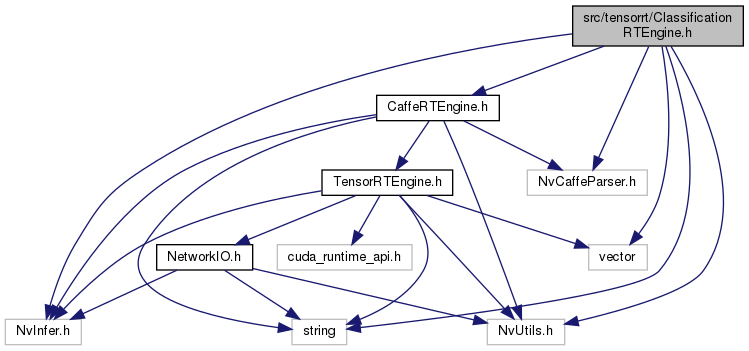 src/tensorrt/Classification
RTEngine.h
CaffeRTEngine.h
TensorRTEngine.h
NvCaffeParser.h
NetworkIO.h
cuda_runtime_api.h
vector
NvInfer.h
string
NvUtils.h